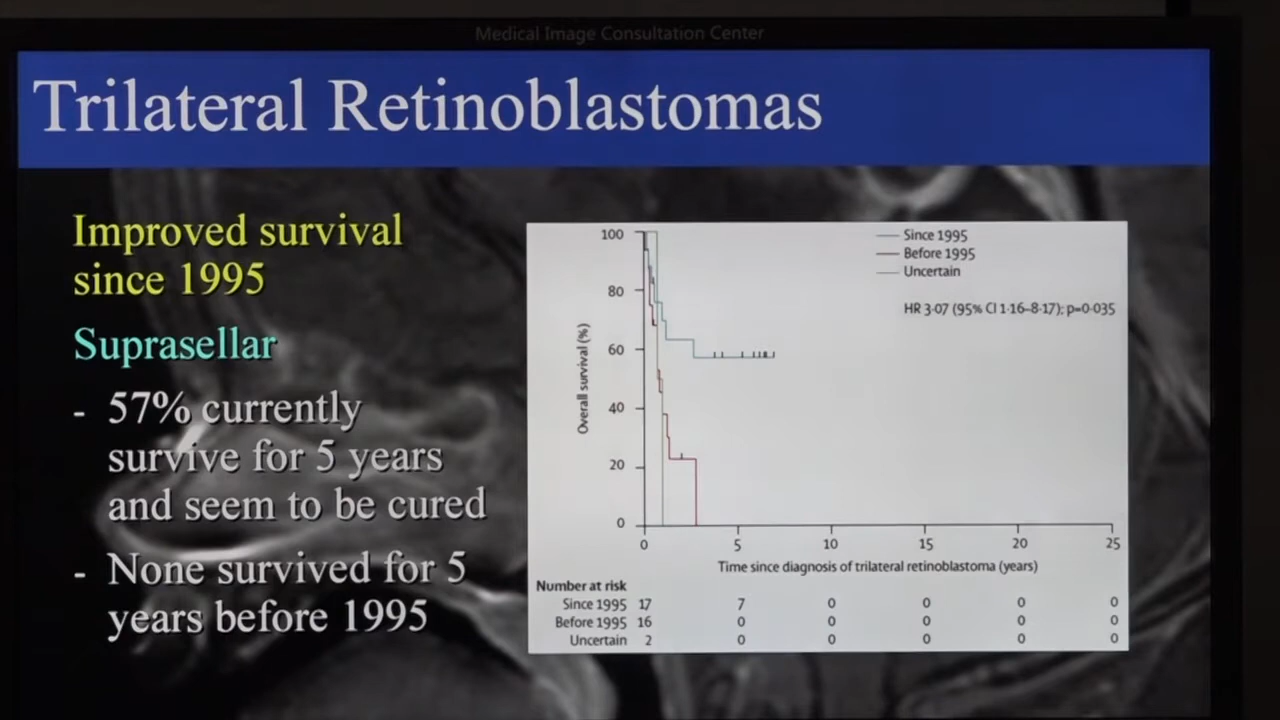 Medical Image Consultation Center
Trilateral Retinoblastomas
Improved survival
since 1995
Suprasellar
- 57% currently
survive for 5 years
and seem to be cured
- None survived for 5
years before 1995
100
80
60
40
20
0
Overall survival (%)
Since 1995
Before 1995
Uncertain
HR 3·07 (95% CI 1·16–8·17); p=0·035
0 5 10 15 20 25
Time since diagnosis of trilateral retinoblastoma (years)
Number at risk
Since 1995 17 7 0 0 0 0
Before 1995 16 0 0 0 0 0
Uncertain 2 0 0 0 0 0